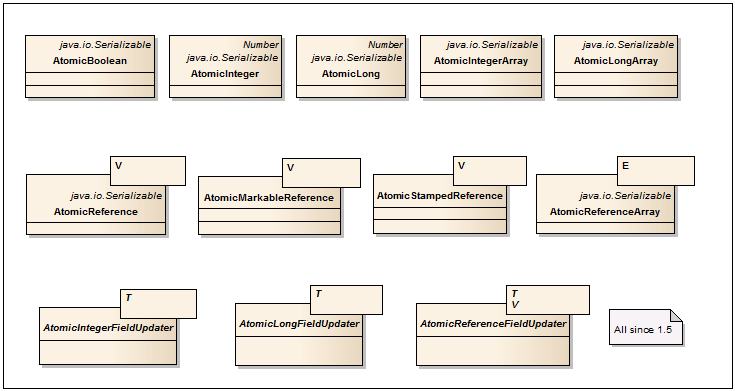 java.io.Serializable
AtomicBoolean
Number
java.io.Serializable
AtomicInteger
Number
java.io.Serializable
AtomicLong
java.io.Serializable
AtomicIntegerArray
java.io.Serializable
AtomicLongArray
V
java.io.Serializable
AtomicReference
V
AtomicMarkableReference
V
AtomicStampedReference
E
java.io.Serializable
AtomicReferenceArray
T
AtomicIntegerFieldUpdater
T
AtomicLongFieldUpdater
T
V
AtomicReferenceFieldUpdater
All since 1.5